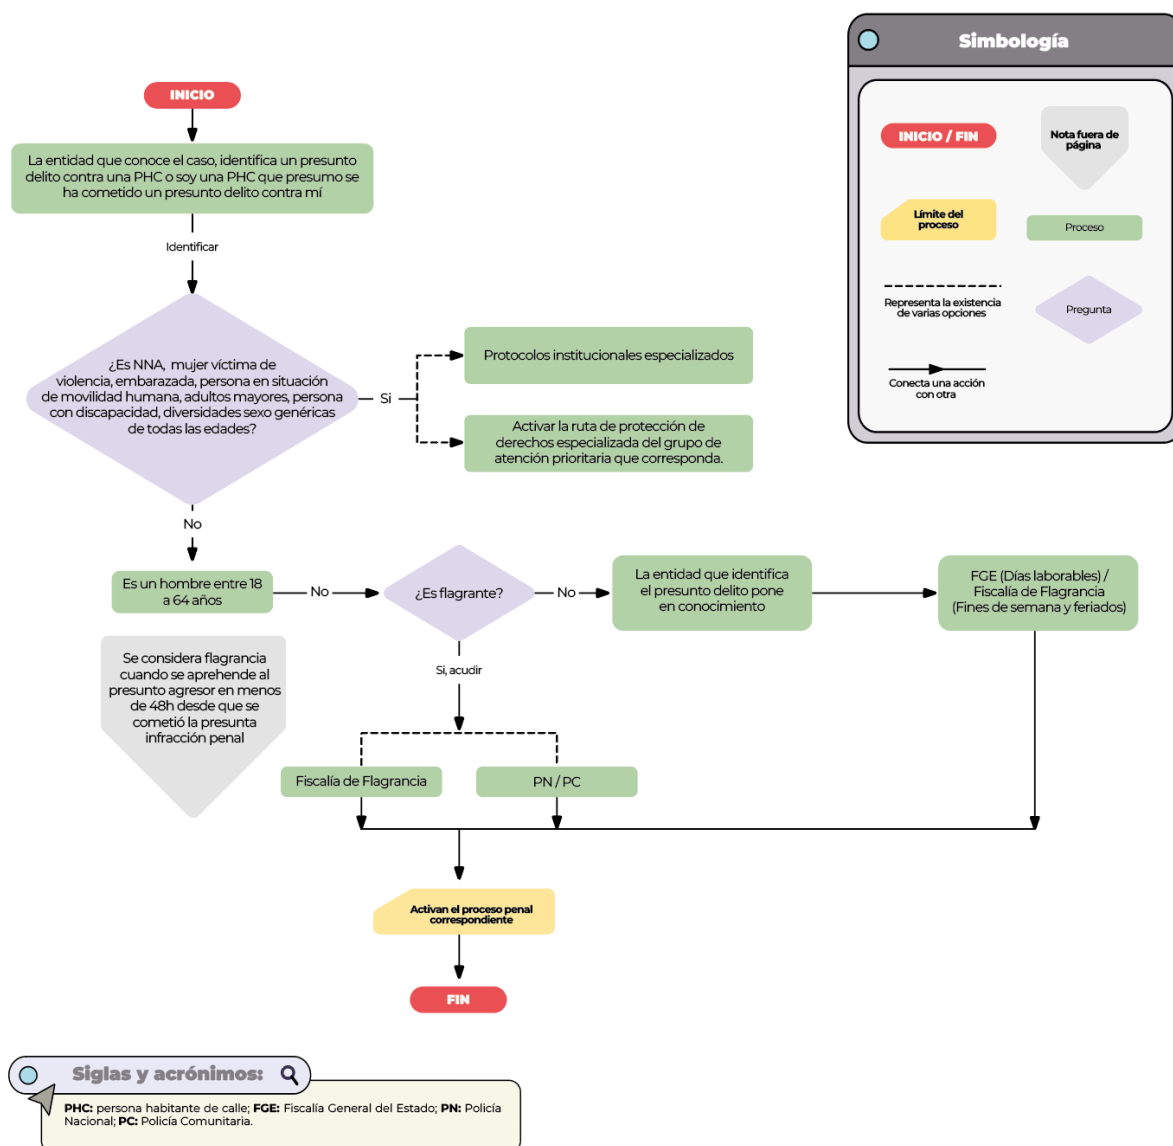 Simbología
INICIO / FIN
Nota fuera de
página
Límite del
proceso
Proceso
Representa la existencia
de varias opciones
Pregunta
Conecta una acción
con otra
INICIO
La entidad que conoce el caso, identifica un presunto
delito contra una PHC o soy una PHC que presumo se
ha cometido un presunto delito contra mí
Identificar
¿Es NNA, mujer víctima de
violencia, embarazada, persona en situación
de movilidad humana, adultos mayores, persona
con discapacidad, diversidades sexo genéricas
de todas las edades?
Si
Protocolos institucionales especializados
Activar la ruta de protección de
derechos especializada del grupo de
atención prioritaria que corresponda.
No
Es un hombre entre 18
a 64 años
No
¿Es flagrante?
No
La entidad que identifica
el presunto delito pone
en conocimiento
FGE (Días laborables) /
Fiscalía de Flagrancia
(Fines de semana y feriados)
Se considera flagrancia
cuando se aprehende al
presunto agresor en menos
de 48h desde que se
cometió la presunta
infracción penal
Si, acudir
Fiscalía de Flagrancia
PN / PC
Activan el proceso penal
correspondiente
FIN
Siglas y acrónimos:
PHC: persona habitante de calle; FGE: Fiscalía General del Estado; PN: Policía
Nacional; PC: Policía Comunitaria.